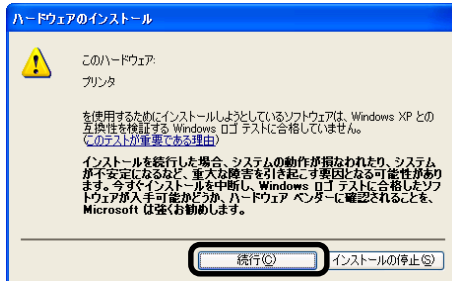 ハードウェアのインストール
このハードウェア:
プリンタ
を使用するためにインストールしようとしているソフトウェアは、Windows XP との
互換性を検証する Windows ロゴ テストに合格していません。
(このテストが重要である理由)
インストールを続行した場合、システムの動作が損なわれたり、システム
が不安定になるなど、重大な障害を引き起こす要因となる可能性があり
ます。今すぐインストールを中断し、Windows ロゴ テストに合格したソフ
トウェアが入手可能かどうか、ハードウェア ベンダーに確認されることを、
Microsoft は強くお勧めします。
続行(C)
インストールの停止(S)